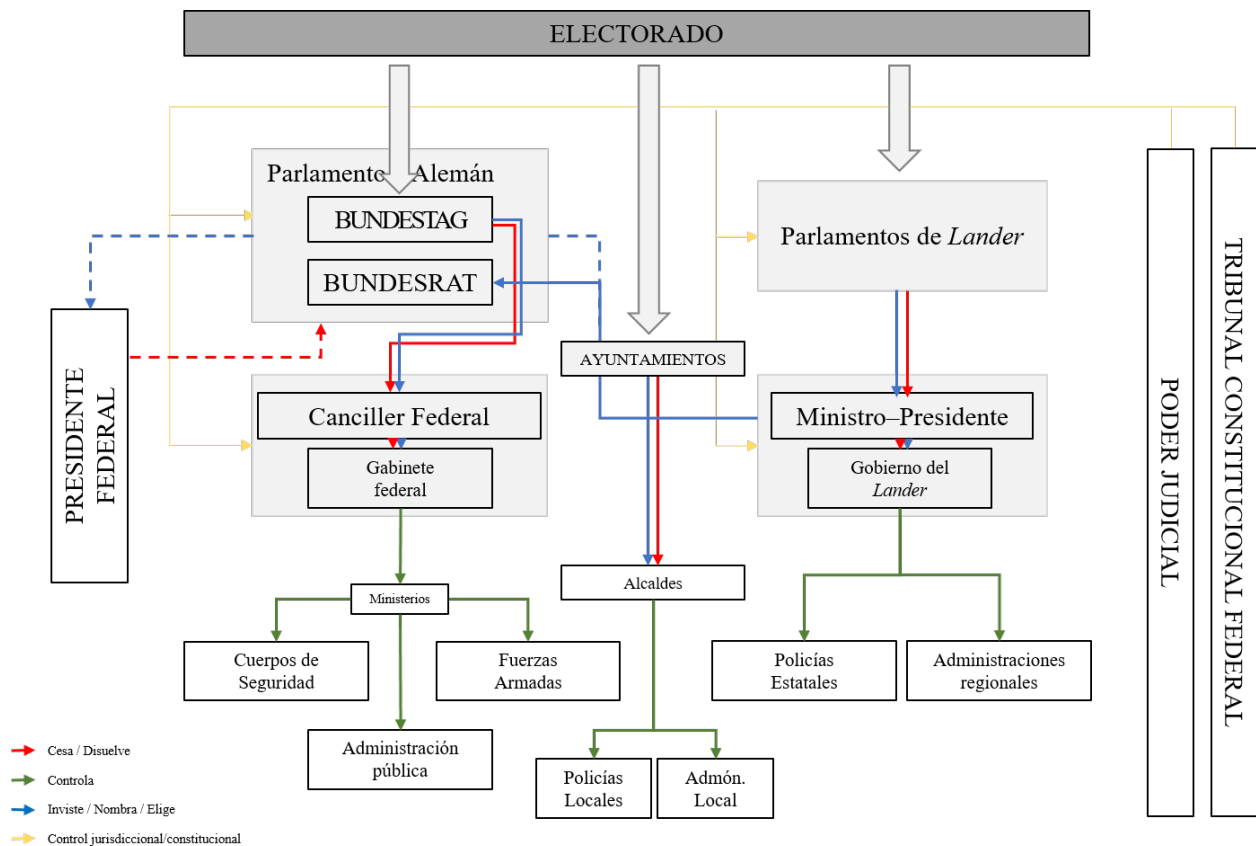 ELECTORADO
Parlamento Alemán
BUNDESTAG
BUNDESRAT
Parlamentos de Lander
PRESIDENTE
FEDERAL
AYUNTAMIENTOS
Canciller Federal
Gabinete
federal
Ministro–Presidente
Gobierno del
Lander
PODER JUDICIAL
TRIBUNAL CONSTITUCIONAL FEDERAL
Ministerios
Alcaldes
Cuerpos de
Seguridad
Fuerzas
Armadas
Policías
Estatales
Administraciones
regionales
Administración
pública
Policías
Locales
Admón.
Local
Cesa / Disuelve
Controla
Inviste / Nombra / Elige
Control jurisdiccional/constitucional